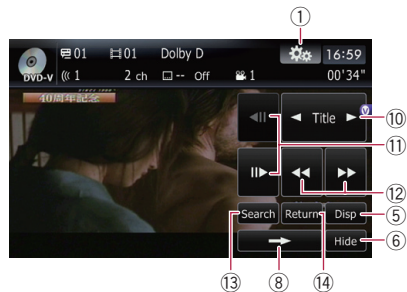 ①
DVD-V
01
01
Dolby D
16:59
1
2 ch
-- Off
1
00'34"
40周年記念
Title
⑩
⑪
⑫
Search
Return
Disp
⑤
Hide
⑥
⑬
⑧
⑭